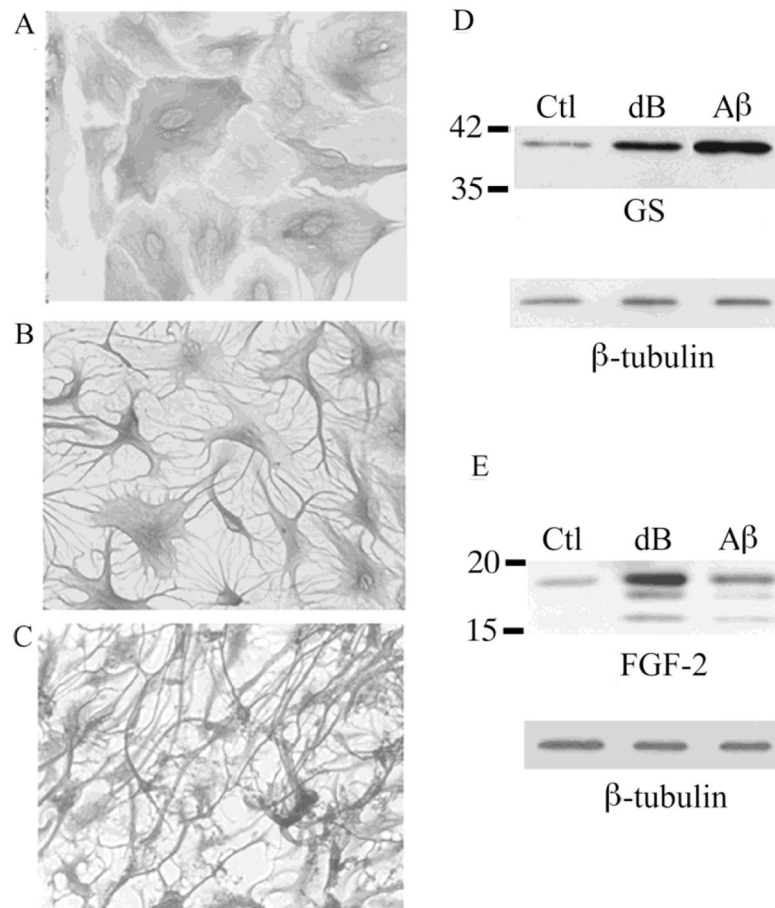 A
B
C
D
Ctl dB Aβ
42
35
GS
β-tubulin
E
Ctl dB Aβ
20
15
FGF-2
β-tubulin